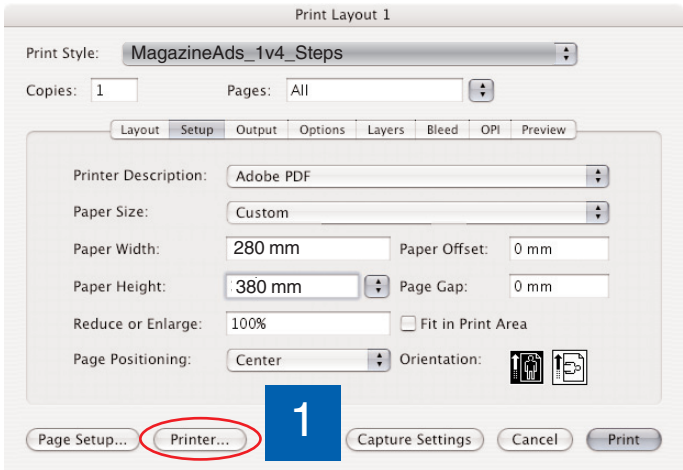 Print Layout 1
Print Style: MagazineAds_1v4_Steps
Copies: 1 Pages: All
Layout Setup Output Options Layers Bleed OPI Preview
Printer Description: Adobe PDF
Paper Size: Custom
Paper Width: 280 mm Paper Offset: 0 mm
Paper Height: 380 mm Page Gap: 0 mm
Reduce or Enlarge: 100% Fit in Print Area
Page Positioning: Center Orientation:
Page Setup... Printer... 1 Capture Settings Cancel Print